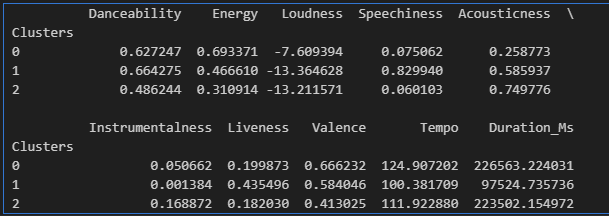 Danceability Energy Loudness Speechiness Acousticness \
Clusters
0 0.627247 0.693371 -7.609394 0.075062 0.258773
1 0.664275 0.466610 -13.364628 0.829940 0.585937
2 0.486244 0.310914 -13.211571 0.060103 0.749776
Instrumentalness Liveness Valence Tempo Duration_Ms
Clusters
0 0.050662 0.199873 0.666232 124.907202 226563.224031
1 0.001384 0.435496 0.584046 100.381709 97524.735736
2 0.168872 0.182030 0.413025 111.922880 223502.154972